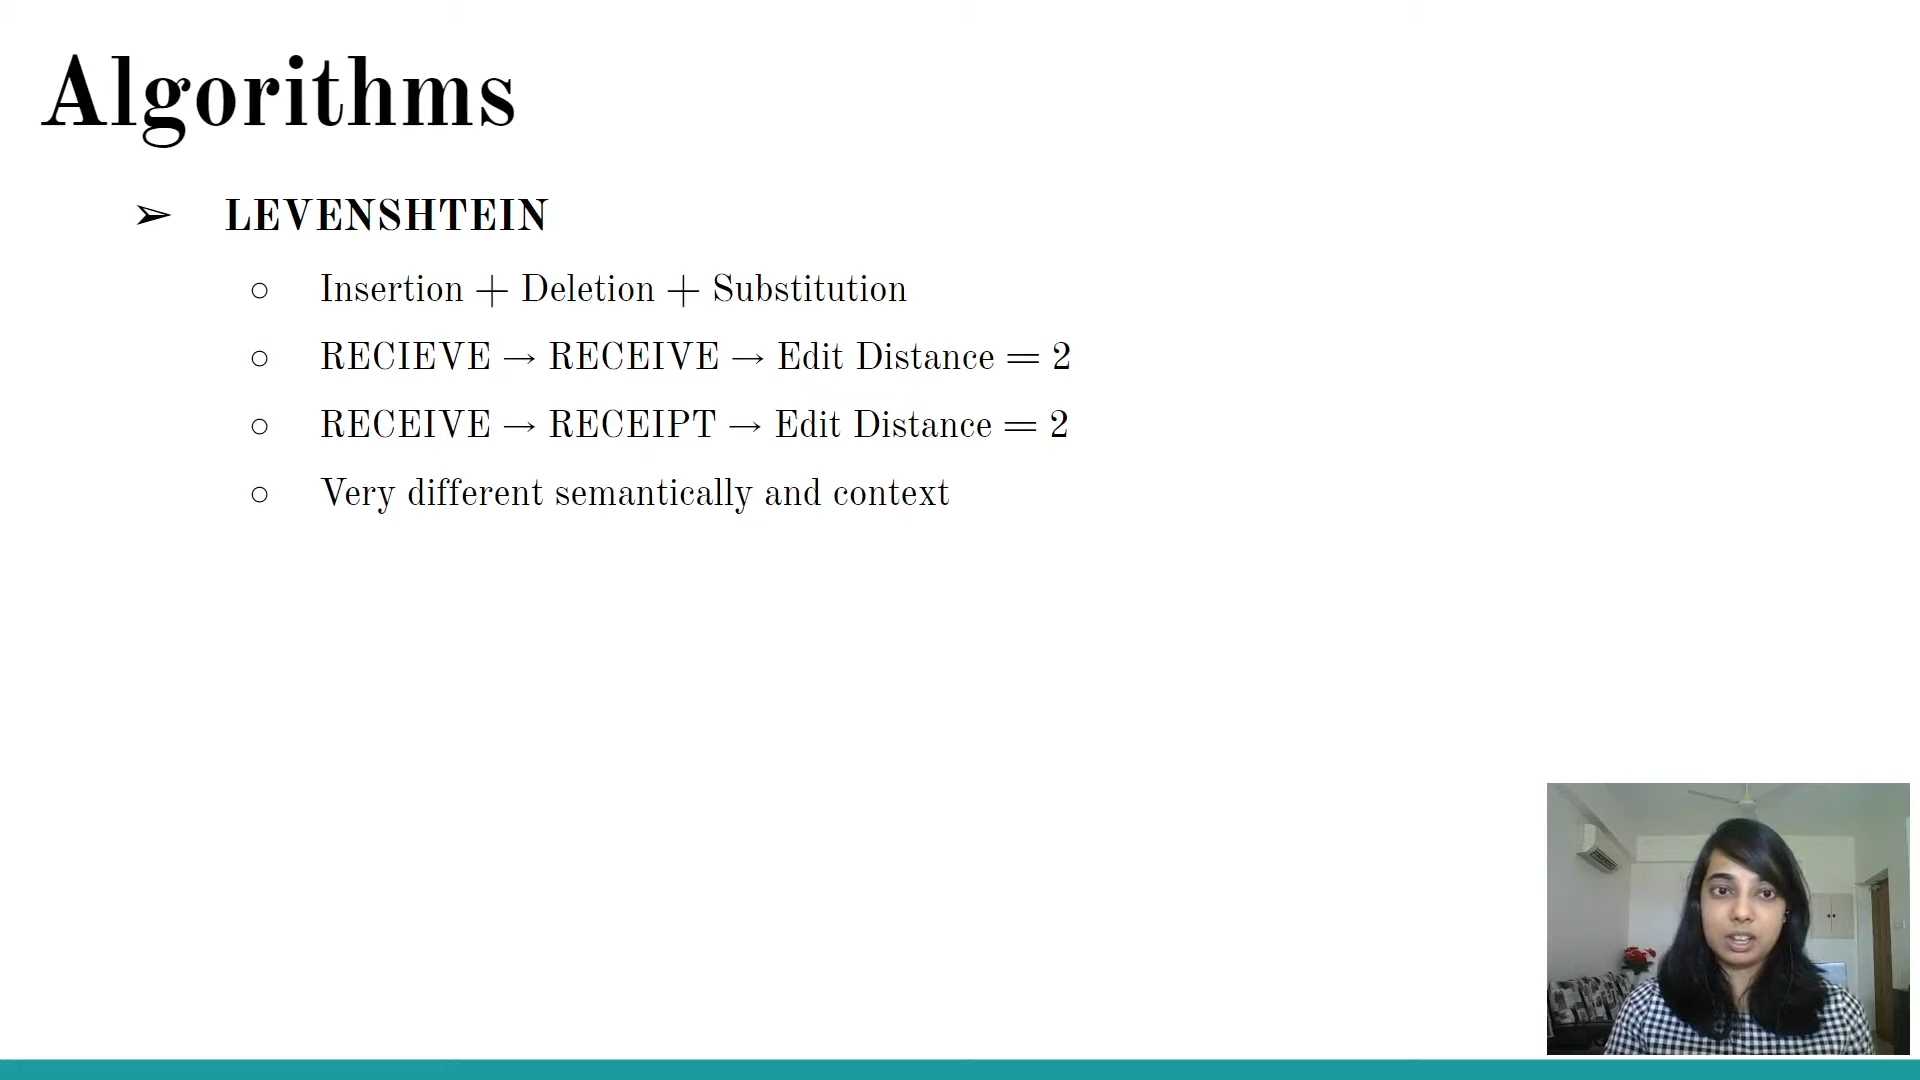 Algorithms
➢ LEVENSHTEIN
○ Insertion + Deletion + Substitution
○ RECIEVE → RECEIVE → Edit Distance = 2
○ RECEIVE → RECEIPT → Edit Distance = 2
○ Very different semantically and context